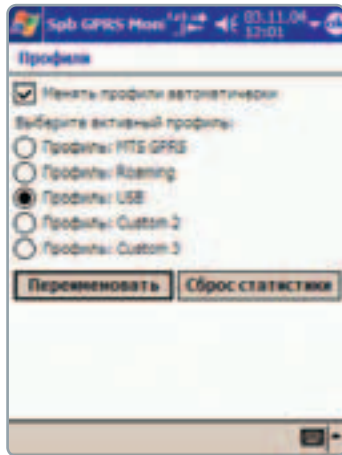 Spb GPRS Mon 03.11.04
12:01
Профили
Менять профили автоматически
Выберите активный профиль:
Профиль: MTS GPRS
Профиль: Roaming
Профиль: USB
Профиль: Custom 2
Профиль: Custom 3
Переименовать Сброс статистики